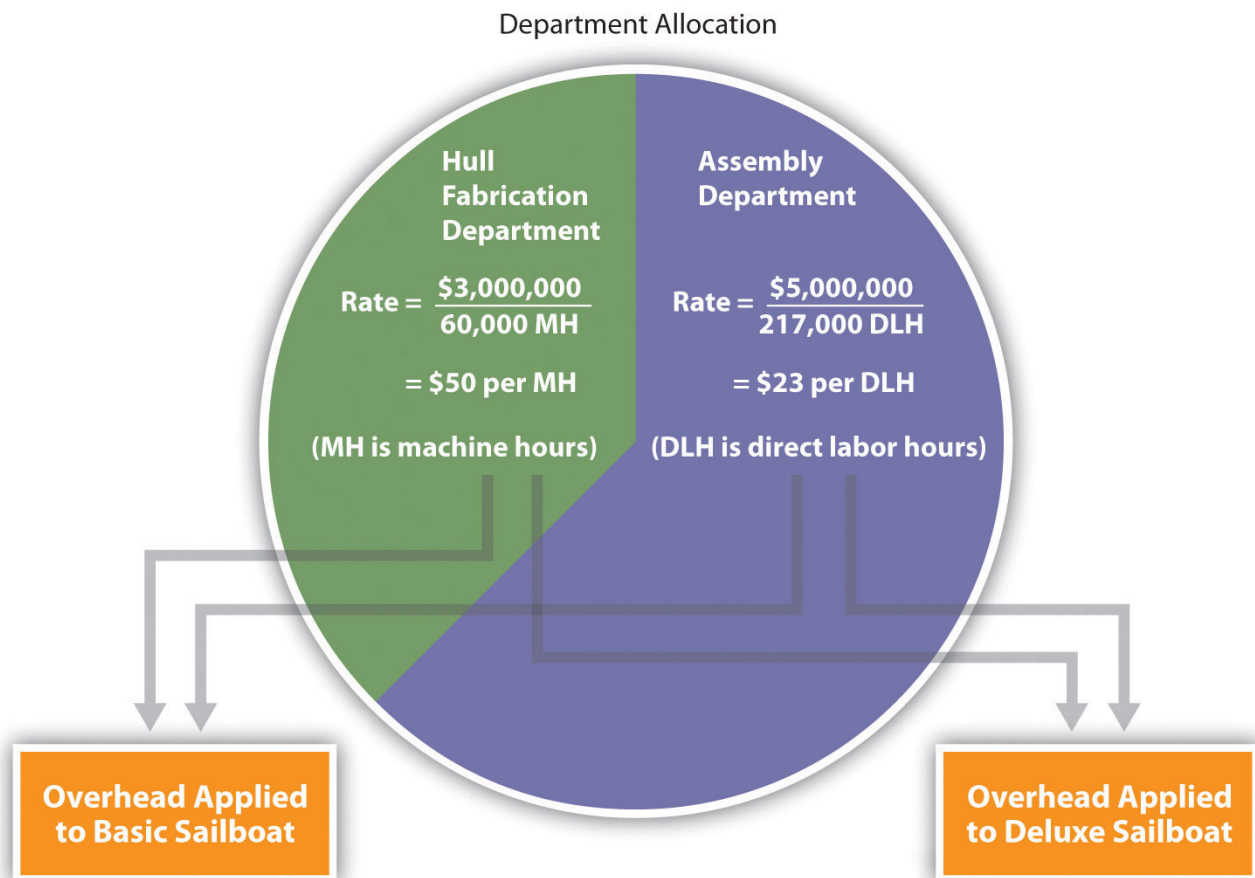 Department Allocation
Hull
Fabrication
Department
Rate = $3,000,000
60,000 MH
= $50 per MH
(MH is machine hours)
Assembly
Department
Rate = $5,000,000
217,000 DLH
= $23 per DLH
(DLH is direct labor hours)
Overhead Applied
to Basic Sailboat
Overhead Applied
to Deluxe Sailboat